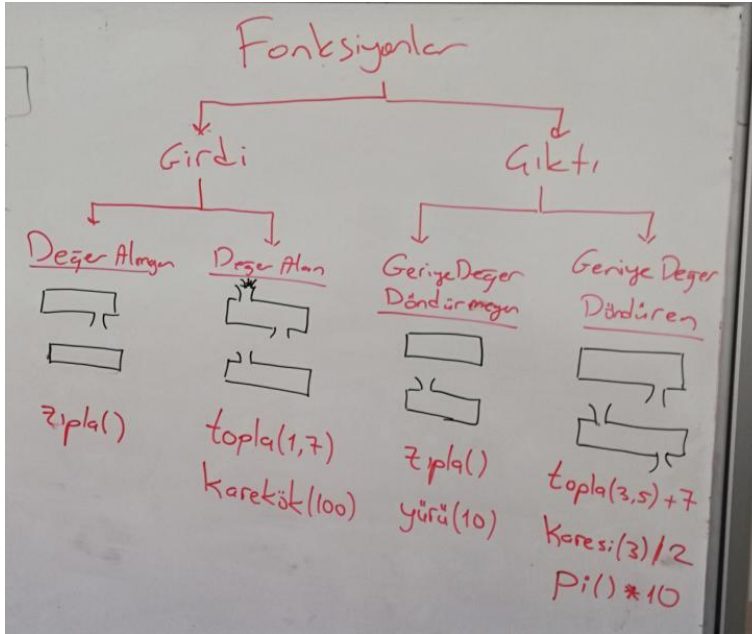 Fonksiyonlar
Girdi
Çıktı
Değer Almayan
Değer Alan
Geriye Değer
Döndürmeyen
Geriye Değer
Döndüren
zıpla()
topla(1,7)
Karekök(100)
zıpla()
yürü(10)
topla(3,5)+7
Karesi(3)/2
Pi()*10